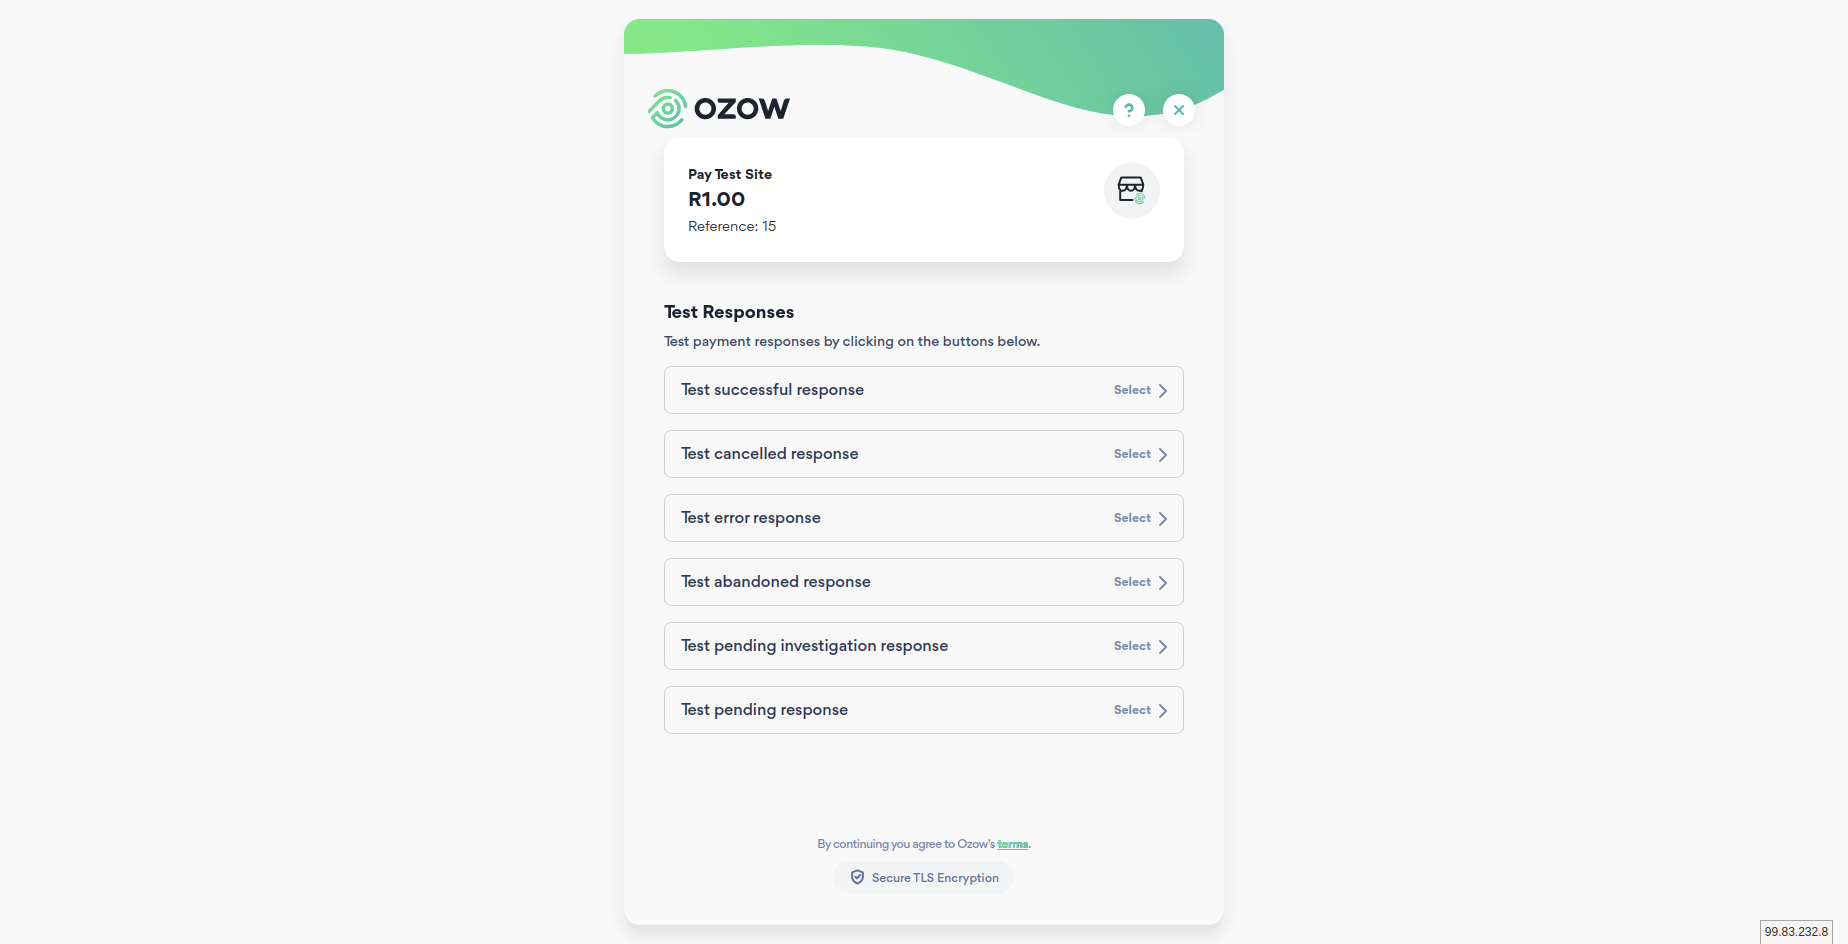 OZOW
?
Pay Test Site
R1.00
Reference: 15
Test Responses
Test payment responses by clicking on the buttons below.
Test successful response Select
Test cancelled response Select
Test error response Select
Test abandoned response Select
Test pending investigation response Select
Test pending response Select
By continuing you agree to Ozow's terms.
Secure TLS Encryption
99.83.232.8